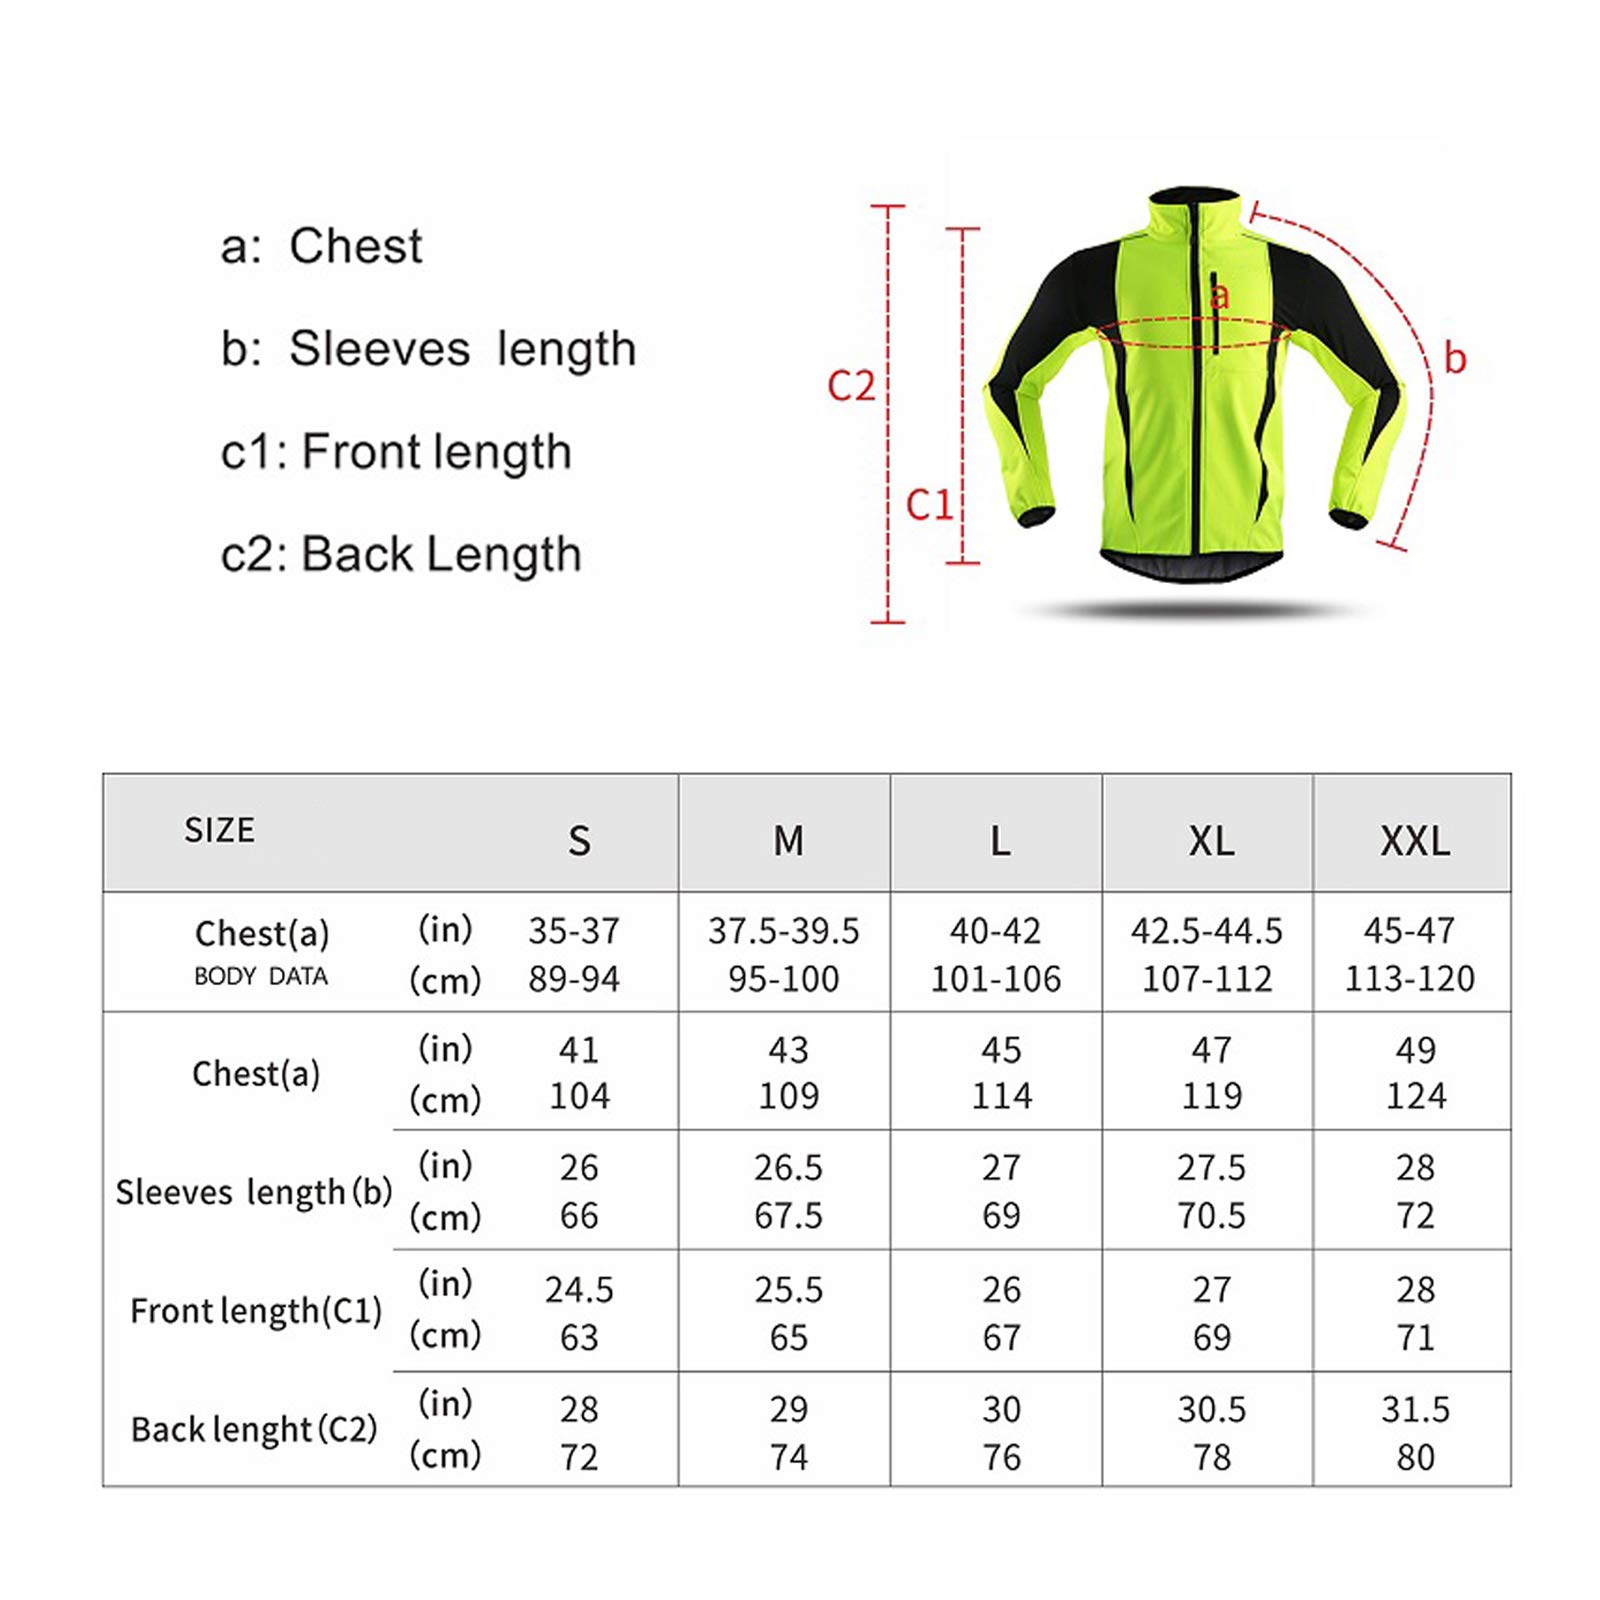 a: Chest
b: Sleeves length
c1: Front length
c2: Back Length
C2
C1
a
b
SIZE S M L XL XXL
Chest(a) (in) 35-37 37.5-39.5 40-42 42.5-44.5 45-47
BODY DATA (cm) 89-94 95-100 101-106 107-112 113-120
Chest(a) (in) 41 43 45 47 49
(cm) 104 109 114 119 124
Sleeves length(b) (in) 26 26.5 27 27.5 28
(cm) 66 67.5 69 70.5 72
Front length(C1) (in) 24.5 25.5 26 27 28
(cm) 63 65 67 69 71
Back lenght(C2) (in) 28 29 30 30.5 31.5
(cm) 72 74 76 78 80